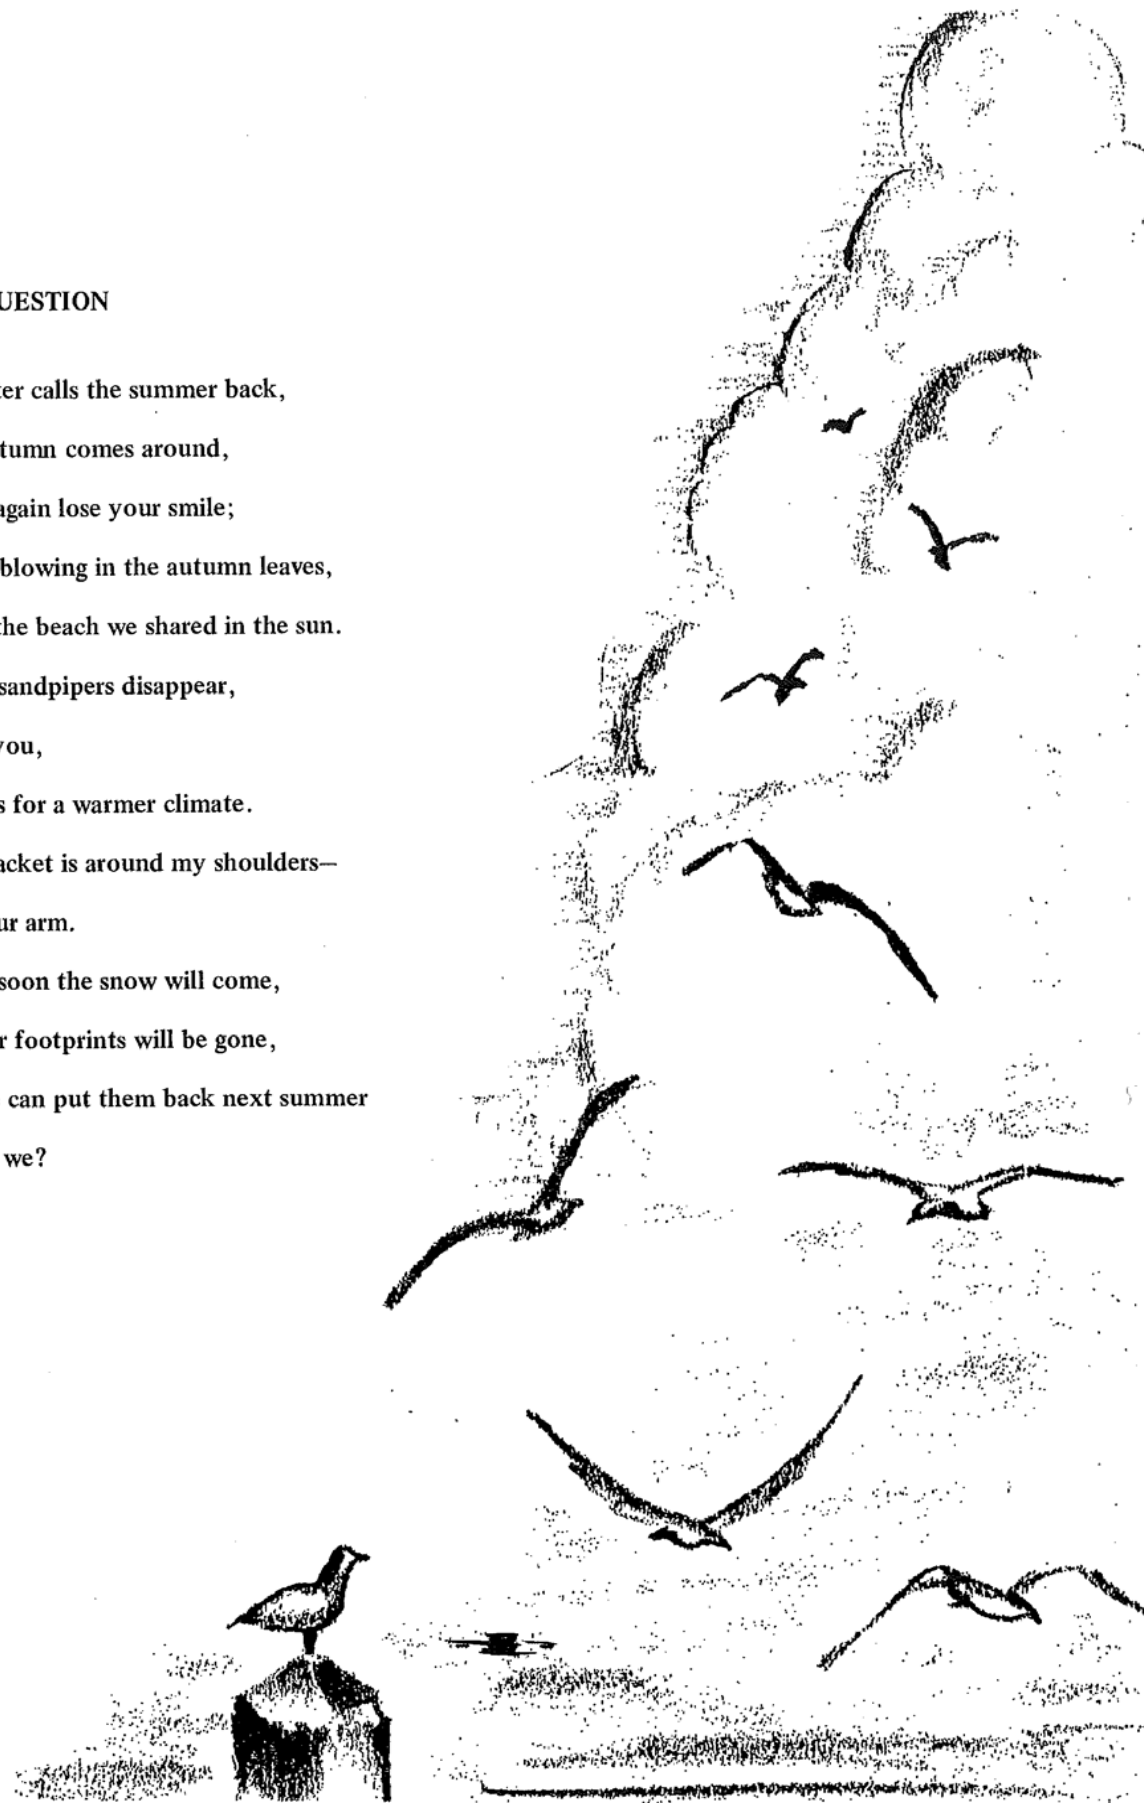 UESTION
er calls the summer back,
tumn comes around,
again lose your smile;
blowing in the autumn leaves,
the beach we shared in the sun.
sandpipers disappear,
you,
s for a warmer climate.
acket is around my shoulders—
ur arm.
soon the snow will come,
r footprints will be gone,
can put them back next summer
we?